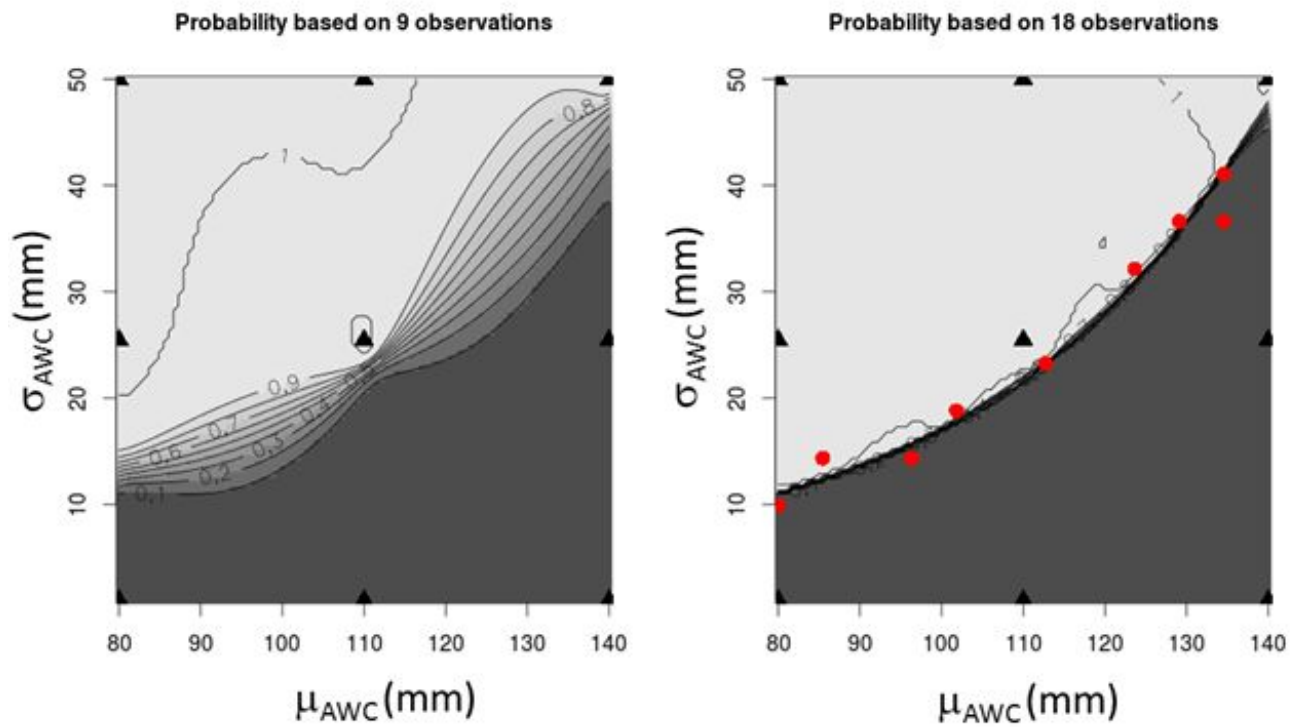 Probability based on 9 observations
50
40
30
20
10
σAWC(mm)
1
0,8
0,9
0,7
0,6
0,4
0,3
0,2
0,1
80 90 100 110 120 130 140
μAWC(mm)
Probability based on 18 observations
50
40
30
20
10
σAWC(mm)
80 90 100 110 120 130 140
μAWC(mm)